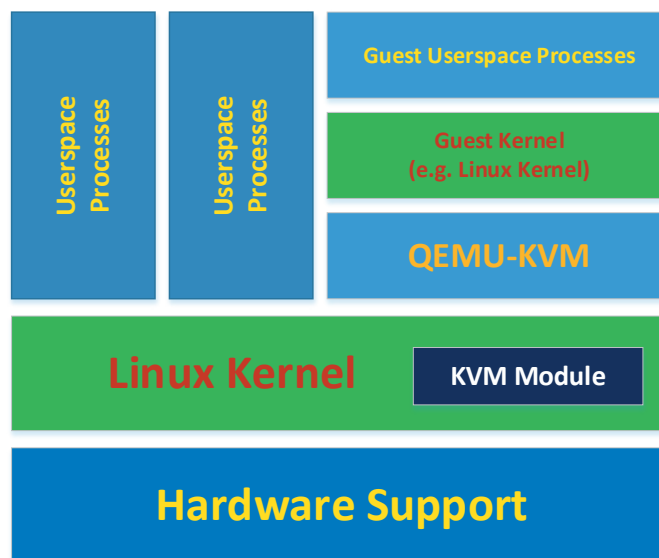 Userspace
Processes
Userspace
Processes
Guest Userspace Processes
Guest Kernel
(e.g. Linux Kernel)
QEMU-KVM
Linux Kernel
KVM Module
Hardware Support